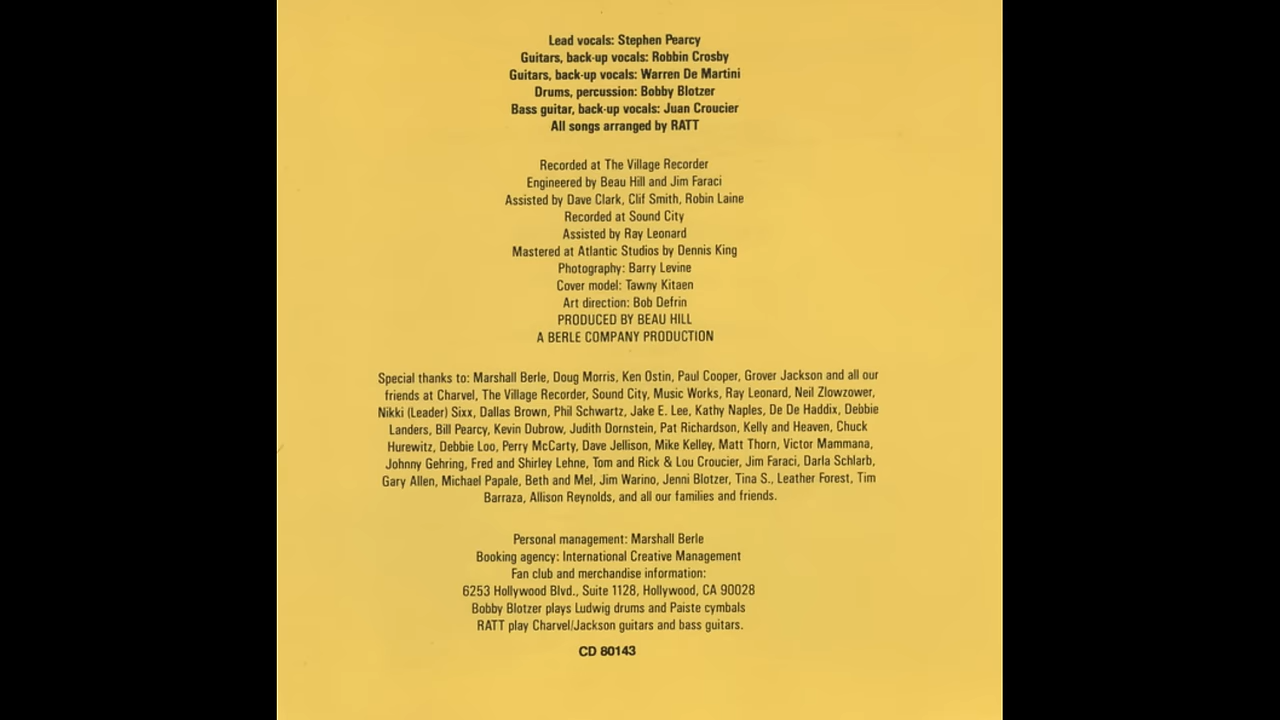 Lead vocals: Stephen Pearcy
Guitars, back-up vocals: Robbin Crosby
Guitars, back-up vocals: Warren De Martini
Drums, percussion: Bobby Blotzer
Bass guitar, back-up vocals: Juan Croucier
All songs arranged by RATT
Recorded at The Village Recorder
Engineered by Beau Hill and Jim Faraci
Assisted by Dave Clark, Clif Smith, Robin Laine
Recorded at Sound City
Assisted by Ray Leonard
Mastered at Atlantic Studios by Dennis King
Photography: Barry Levine
Cover model: Tawny Kitaen
Art direction: Bob Defrin
PRODUCED BY BEAU HILL
A BERLE COMPANY PRODUCTION
Special thanks to: Marshall Berle, Doug Morris, Ken Ostin, Paul Cooper, Grover Jackson and all our
friends at Charvel, The Village Recorder, Sound City, Music Works, Ray Leonard, Neil Zlowzower,
Nikki (Leader) Sixx, Dallas Brown, Phil Schwartz, Jake E. Lee, Kathy Naples, De De Haddix, Debbie
Landers, Bill Pearcy, Kevin Dubrow, Judith Dornstein, Pat Richardson, Kelly and Heaven, Chuck
Hurewitz, Debbie Loo, Perry McCarty, Dave Jellison, Mike Kelley, Matt Thorn, Victor Mammana,
Johnny Gehring, Fred and Shirley Lehne, Tom and Rick & Lou Croucier, Jim Faraci, Darla Schlarb,
Gary Allen, Michael Papale, Beth and Mel, Jim Warino, Jenni Blotzer, Tina S., Leather Forest, Tim
Barraza, Allison Reynolds, and all our families and friends.
Personal management: Marshall Berle
Booking agency: International Creative Management
Fan club and merchandise information:
6253 Hollywood Blvd., Suite 1128, Hollywood, CA 90028
Bobby Blotzer plays Ludwig drums and Paiste cymbals
RATT play Charvel/Jackson guitars and bass guitars.
CD 80143